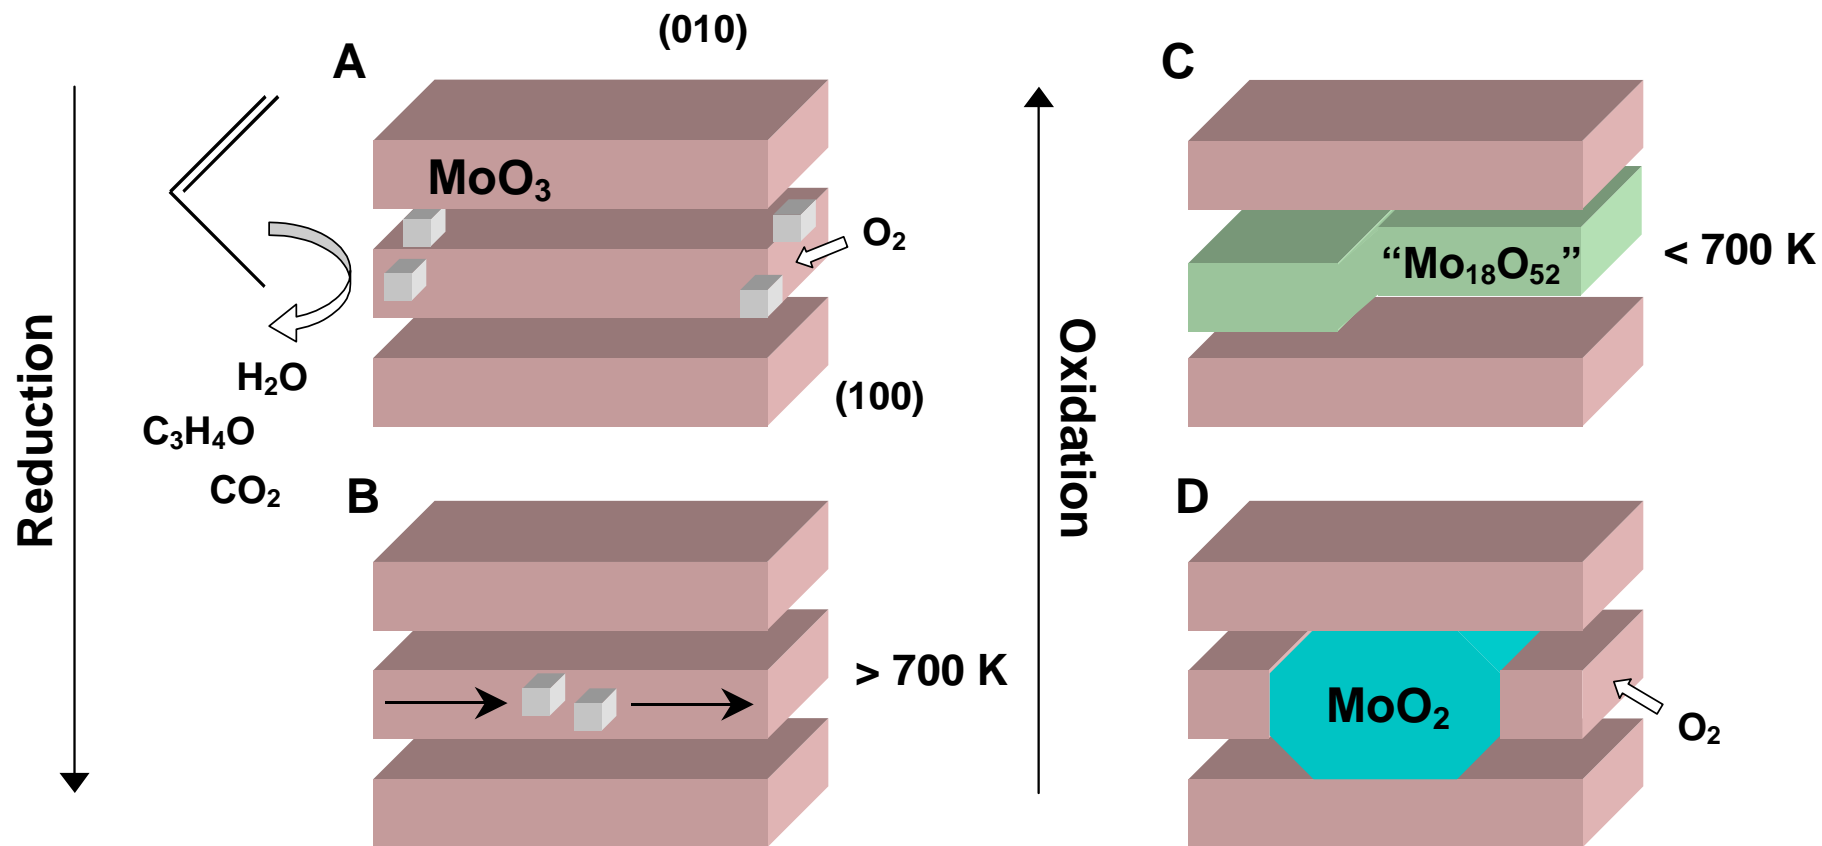 (010)
A
C
MoO₃
O₂
“Mo₁₈O₅₂”
< 700 K
Reduction
Oxidation
H₂O
(100)
C₃H₄O
CO₂
B
D
> 700 K
MoO₂
O₂